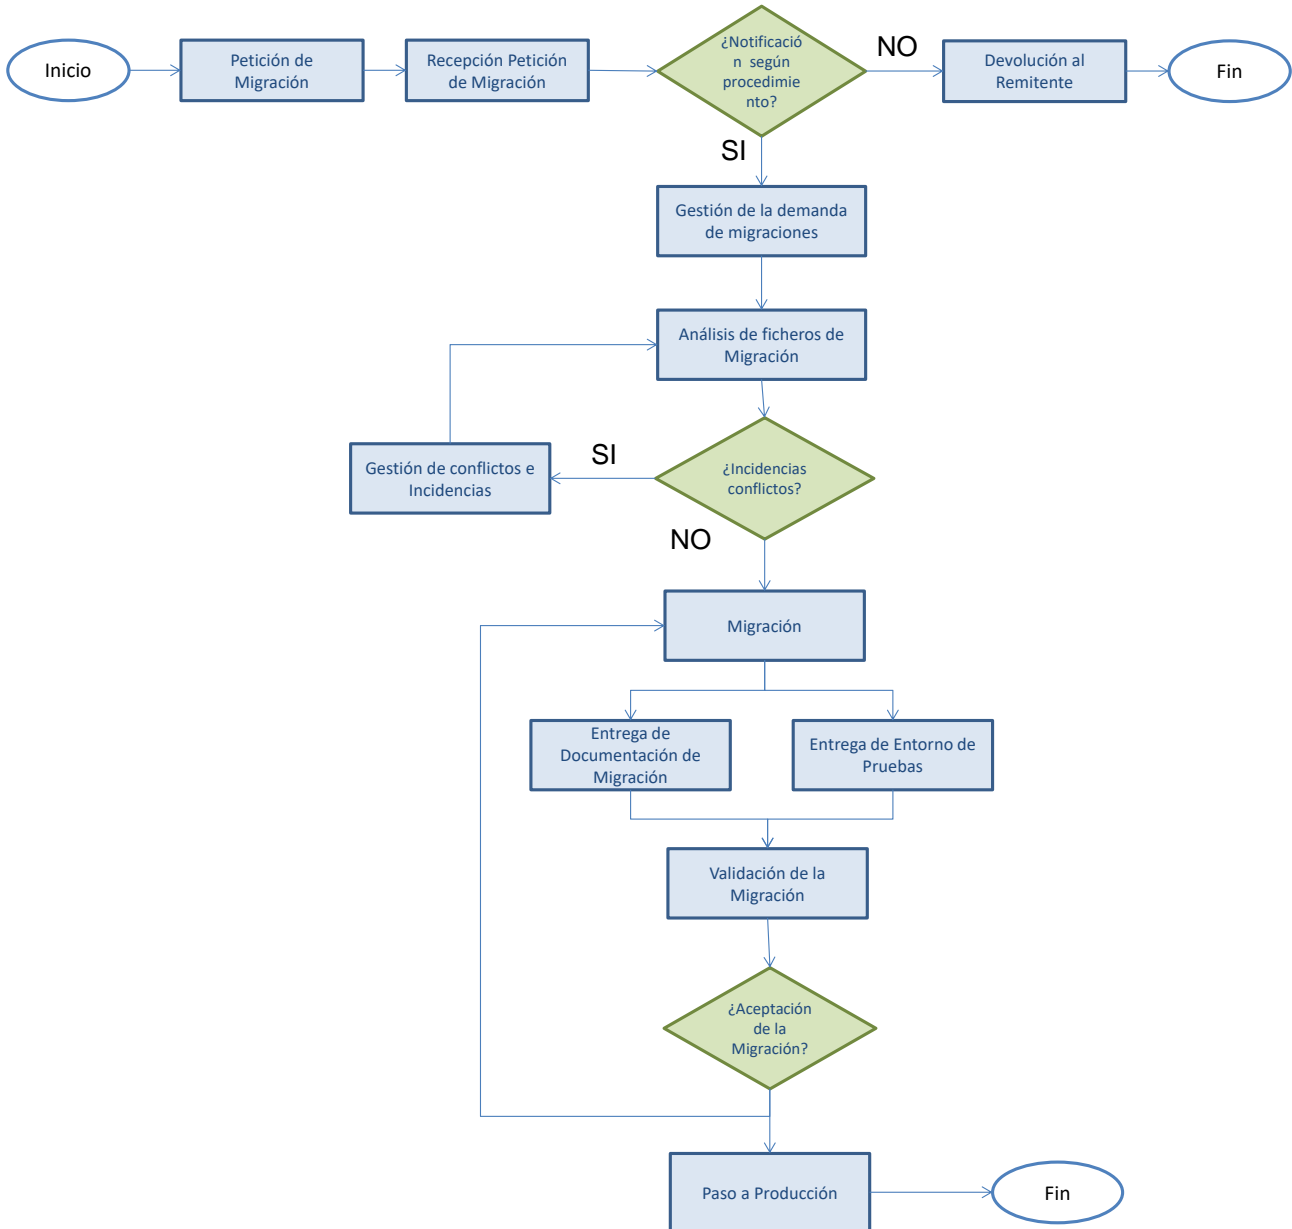 Inicio
Petición de
Migración
Recepción Petición
de Migración
¿Notificació
n según
procedimie
nto?
NO
Devolución al
Remitente
Fin
SI
Gestión de la demanda
de migraciones
Análisis de ficheros de
Migración
Gestión de conflictos e
Incidencias
SI
¿Incidencias
conflictos?
NO
Migración
Entrega de
Documentación de
Migración
Entrega de Entorno de
Pruebas
Validación de la
Migración
¿Aceptación
de la
Migración?
Paso a Producción
Fin